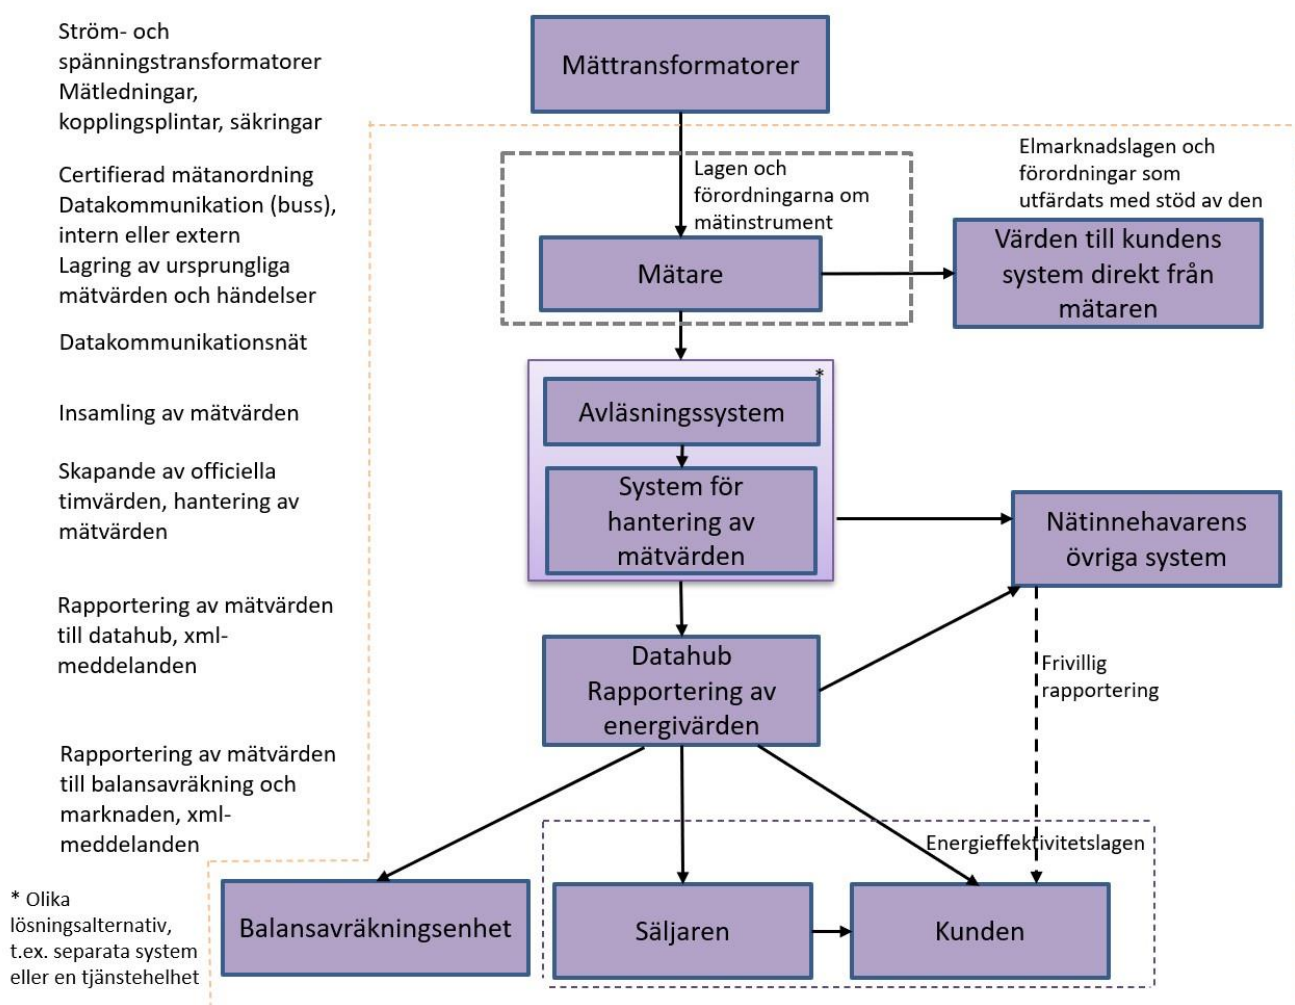 Ström- och
spänningstransformatorer
Mätledningar,
kopplingsplintar, säkringar
Mättransformatorer
Certifierad mätanordning
Datakommunikation (buss),
intern eller extern
Lagring av ursprungliga
mätvärden och händelser
Lagen och
förordningarna om
mätinstrument
Elmarknadslagen och
förordningar som
utfärdats med stöd av den
Mätare
Värden till kundens
system direkt från
mätaren
Datakommunikationsnät
*
Insamling av mätvärden
Avläsningssystem
Skapande av officiella
timvärden, hantering av
mätvärden
System för
hantering av
mätvärden
Nätinnehavarens
övriga system
Rapportering av mätvärden
till datahub, xml-
meddelanden
Datahub
Rapportering av
energivärden
Frivillig
rapportering
Rapportering av mätvärden
till balansavräkning och
marknaden, xml-
meddelanden
Energieffektivitetslagen
* Olika
lösningsalternativ,
t.ex. separata system
eller en tjänstehelhet
Balansavräkningsenhet
Säljaren
Kunden